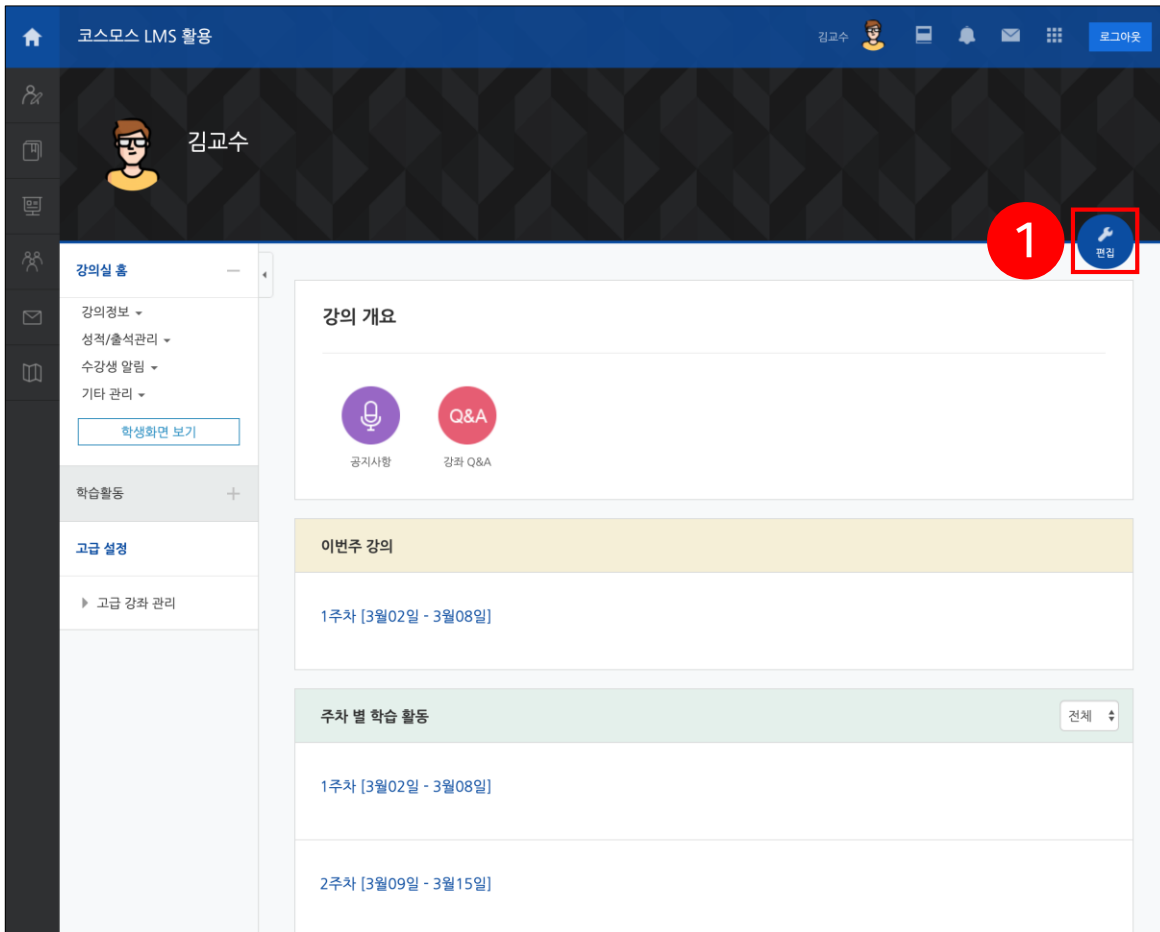 코스모스 LMS 활용
김교수
로그아웃
김교수
1
편집
강의실 홈
강의정보
성적/출석관리
수강생 알림
기타 관리
학생화면 보기
학습활동
고급 설정
고급 강좌 관리
강의 개요
Q&A
공지사항
강좌 Q&A
이번주 강의
1주차 [3월02일 - 3월08일]
주차 별 학습 활동
전체
1주차 [3월02일 - 3월08일]
2주차 [3월09일 - 3월15일]